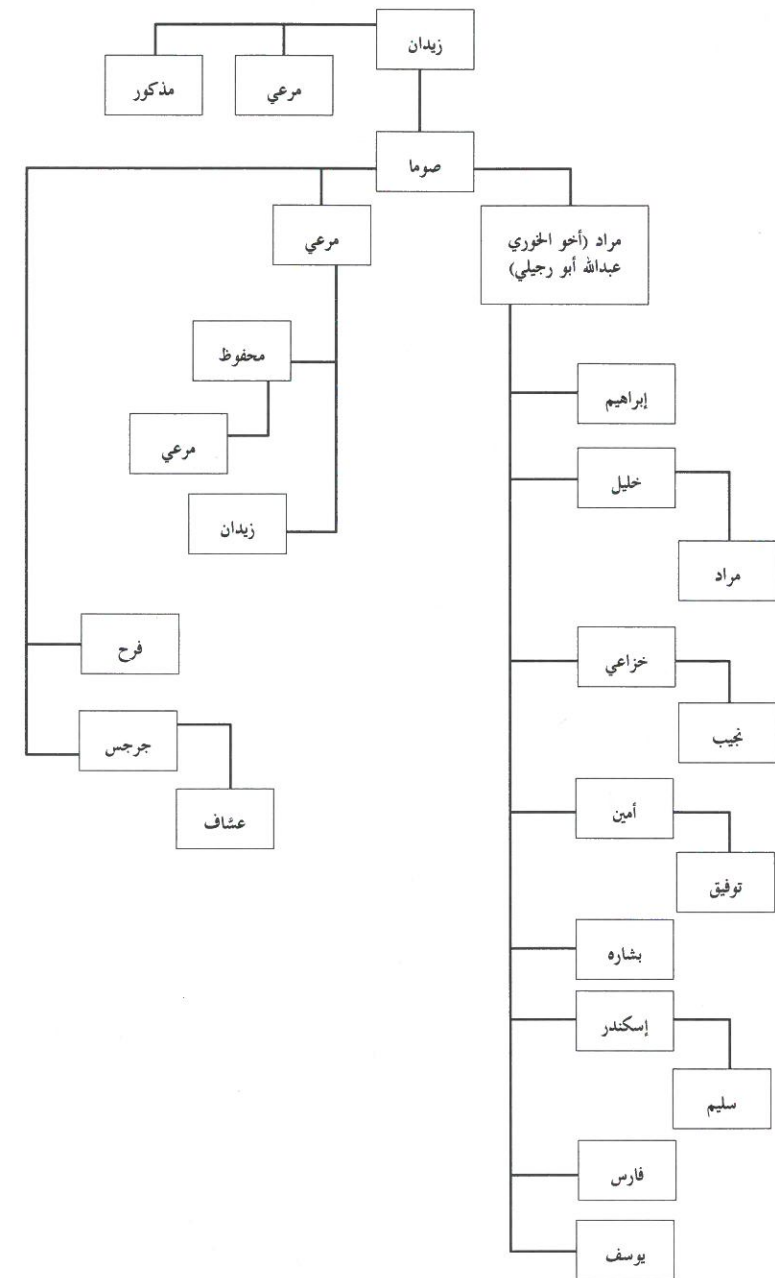 زيدان
مرعي
مذكور
صوما
مراد (أخو الخوري
عبدالله أبو رجيلي)
مرعي
محفوظ
مرعي
زيدان
فرح
جرجس
عسّاف
إبراهيم
خليل
مراد
خزاعي
نجيب
أمين
توفيق
بشاره
إسكندر
سليم
فارس
يوسف